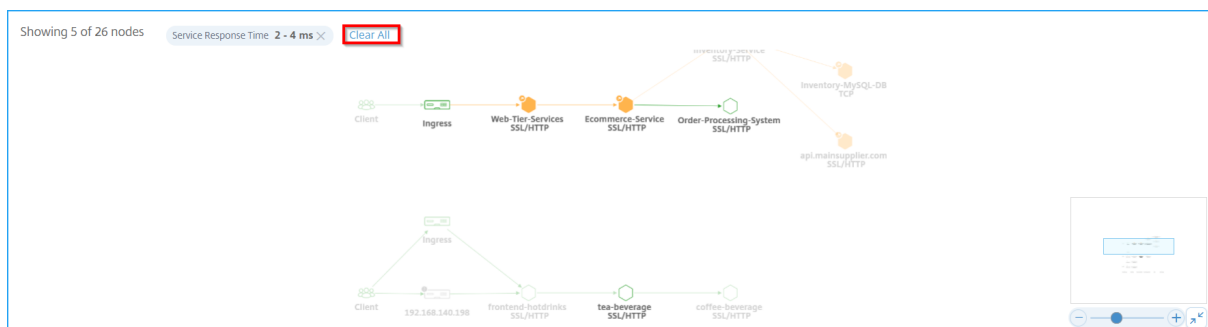 Showing 5 of 26 nodes
Service Response Time 2 - 4 ms ×
Clear All
Inventory-Service
SSL/HTTP
Inventory-MySQL-DB
TCP
Client
Ingress
Web-Tier-Services
SSL/HTTP
Ecommerce-Service
SSL/HTTP
Order-Processing-System
SSL/HTTP
api.mainsupplier.com
SSL/HTTP
Ingress
Client
192.168.140.198
frontend-hotdrinks
SSL/HTTP
tea-beverage
SSL/HTTP
coffee-beverage
SSL/HTTP